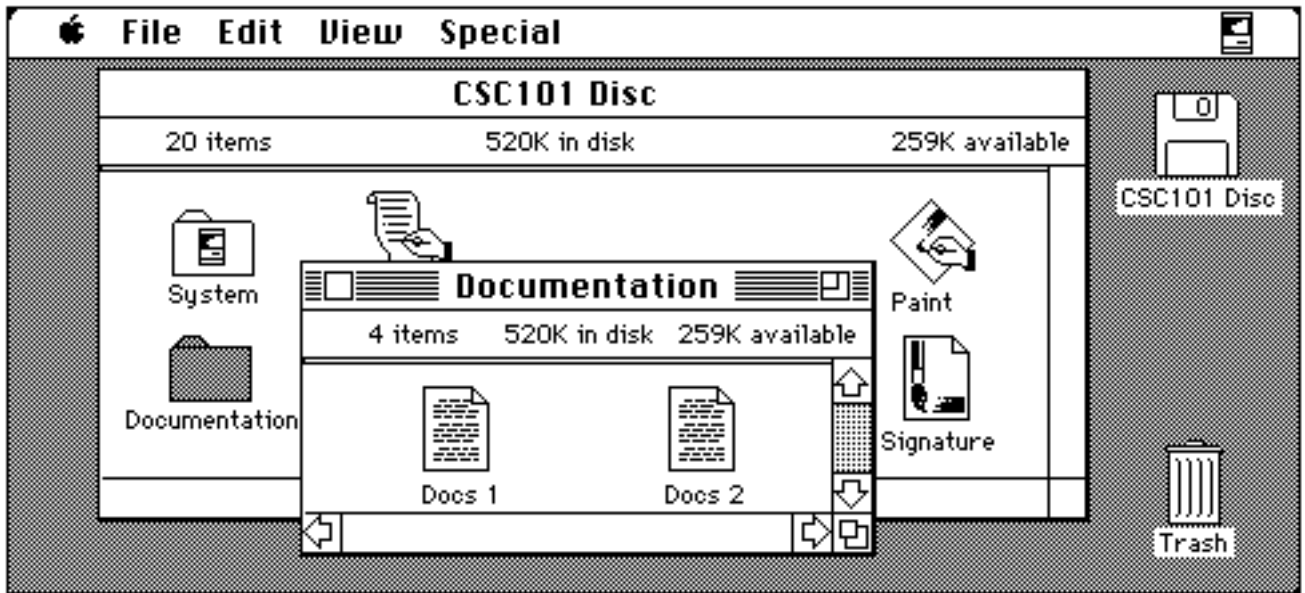 File Edit View Special
CSC101 Disc
20 items 520K in disk 259K available
CSC101 Disc
System
Paint
Documentation
4 items 520K in disk 259K available
Documentation
Signature
Docs 1 Docs 2
Trash